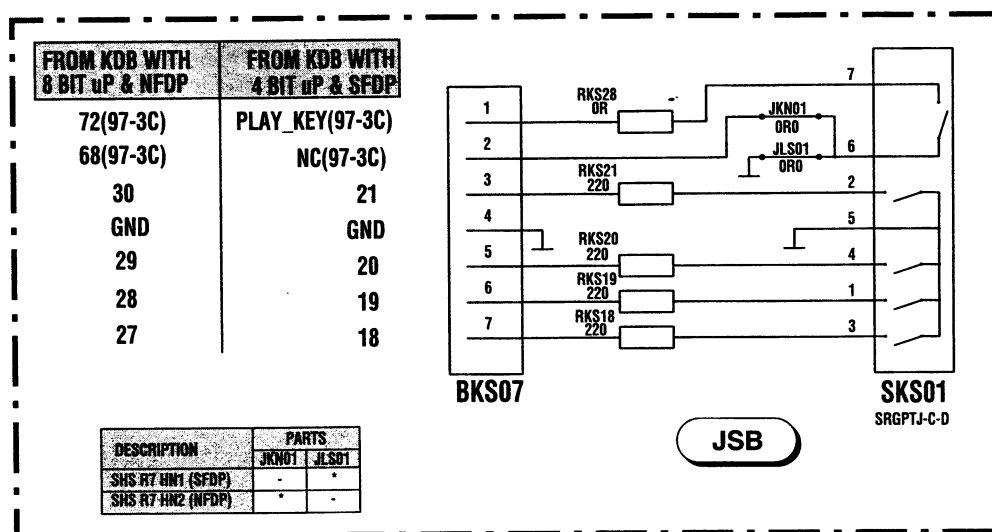 FROM KDB WITH
8 BIT uP & NFDP
FROM KDB WITH
4 BIT uP & SFDP
72(97-3C) PLAY_KEY(97-3C)
68(97-3C) NC(97-3C)
30 21
GND GND
29 20
28 19
27 18
1
2
3
4
5
6
7
BKS07
RKS28
0R
RKS21
220
RKS20
220
RKS19
220
RKS18
220
JKN01
0R0
JLS01
0R0
7
6
2
5
4
1
3
SKS01
SRGPTJ-C-D
JSB
DESCRIPTION PARTS
JKN01 JLS01
SHS R7 HN1 (SFDP) - *
SHS R7 HN2 (NFDP) * -